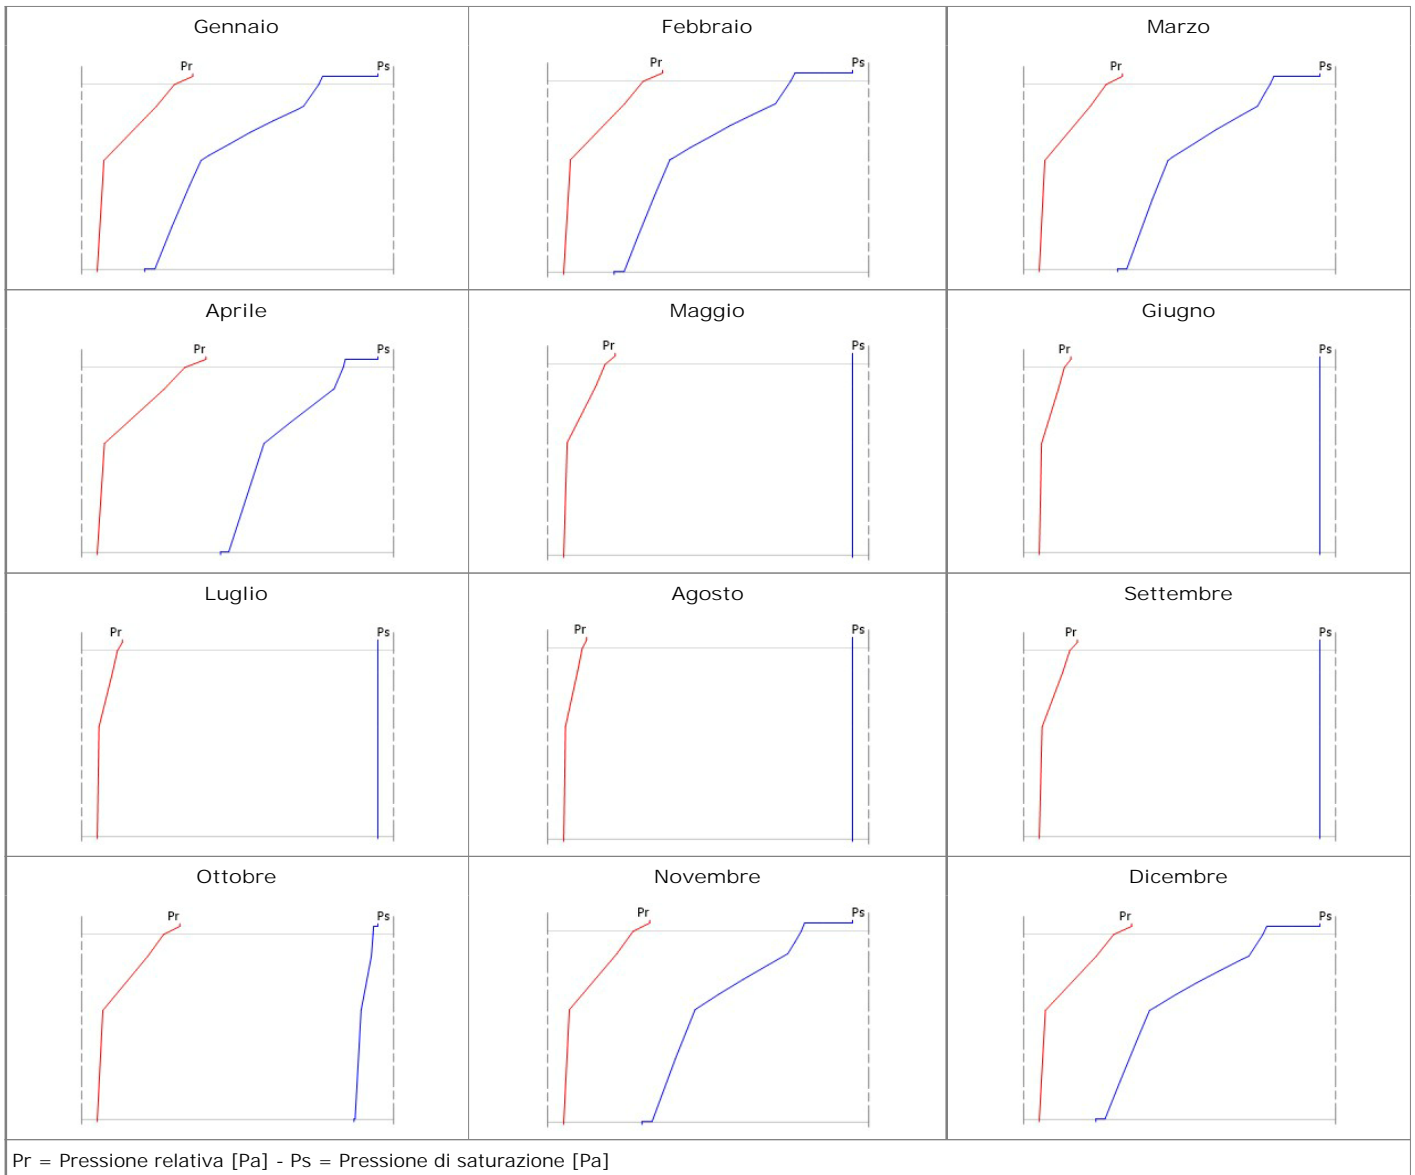 Gennaio
Febbraio
Marzo
Pr
Ps
Pr
Ps
Pr
Ps
Aprile
Maggio
Giugno
Pr
Ps
Pr
Ps
Pr
Ps
Luglio
Agosto
Settembre
Pr
Ps
Pr
Ps
Pr
Ps
Ottobre
Novembre
Dicembre
Pr
Ps
Pr
Ps
Pr
Ps
Pr = Pressione relativa [Pa] - Ps = Pressione di saturazione [Pa]